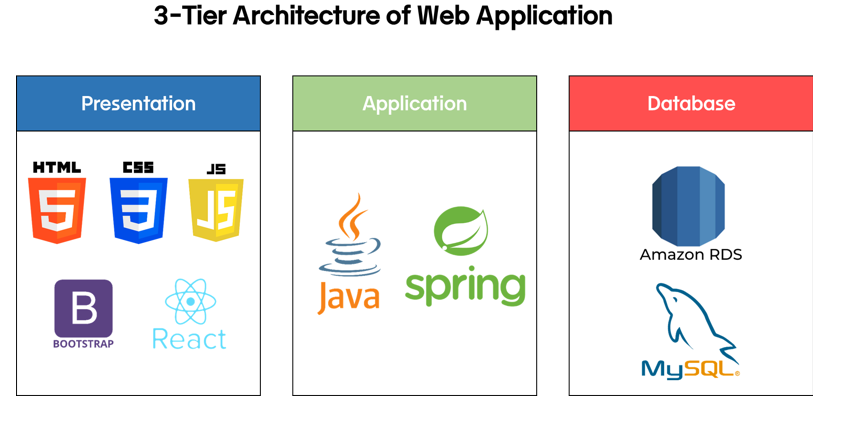 3-Tier Architecture of Web Application
Presentation
Application
Database
HTML
CSS
JS
5
3
JS
B
BOOTSTRAP
React
Java
spring
Amazon RDS
MySQL®